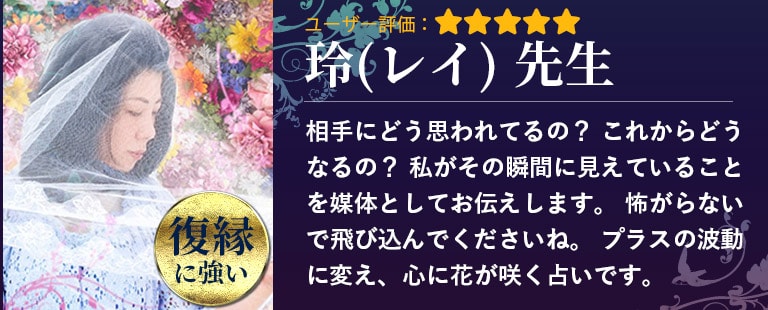 ユーザー評価：★★★★★
玲(レイ) 先生
相手にどう思われてるの？ これからどう
なるの？ 私がその瞬間に見えていること
を媒体としてお伝えします。 怖がらない
で飛び込んでくださいね。 プラスの波動
に変え、心に花が咲く占いです。
復縁
に強い